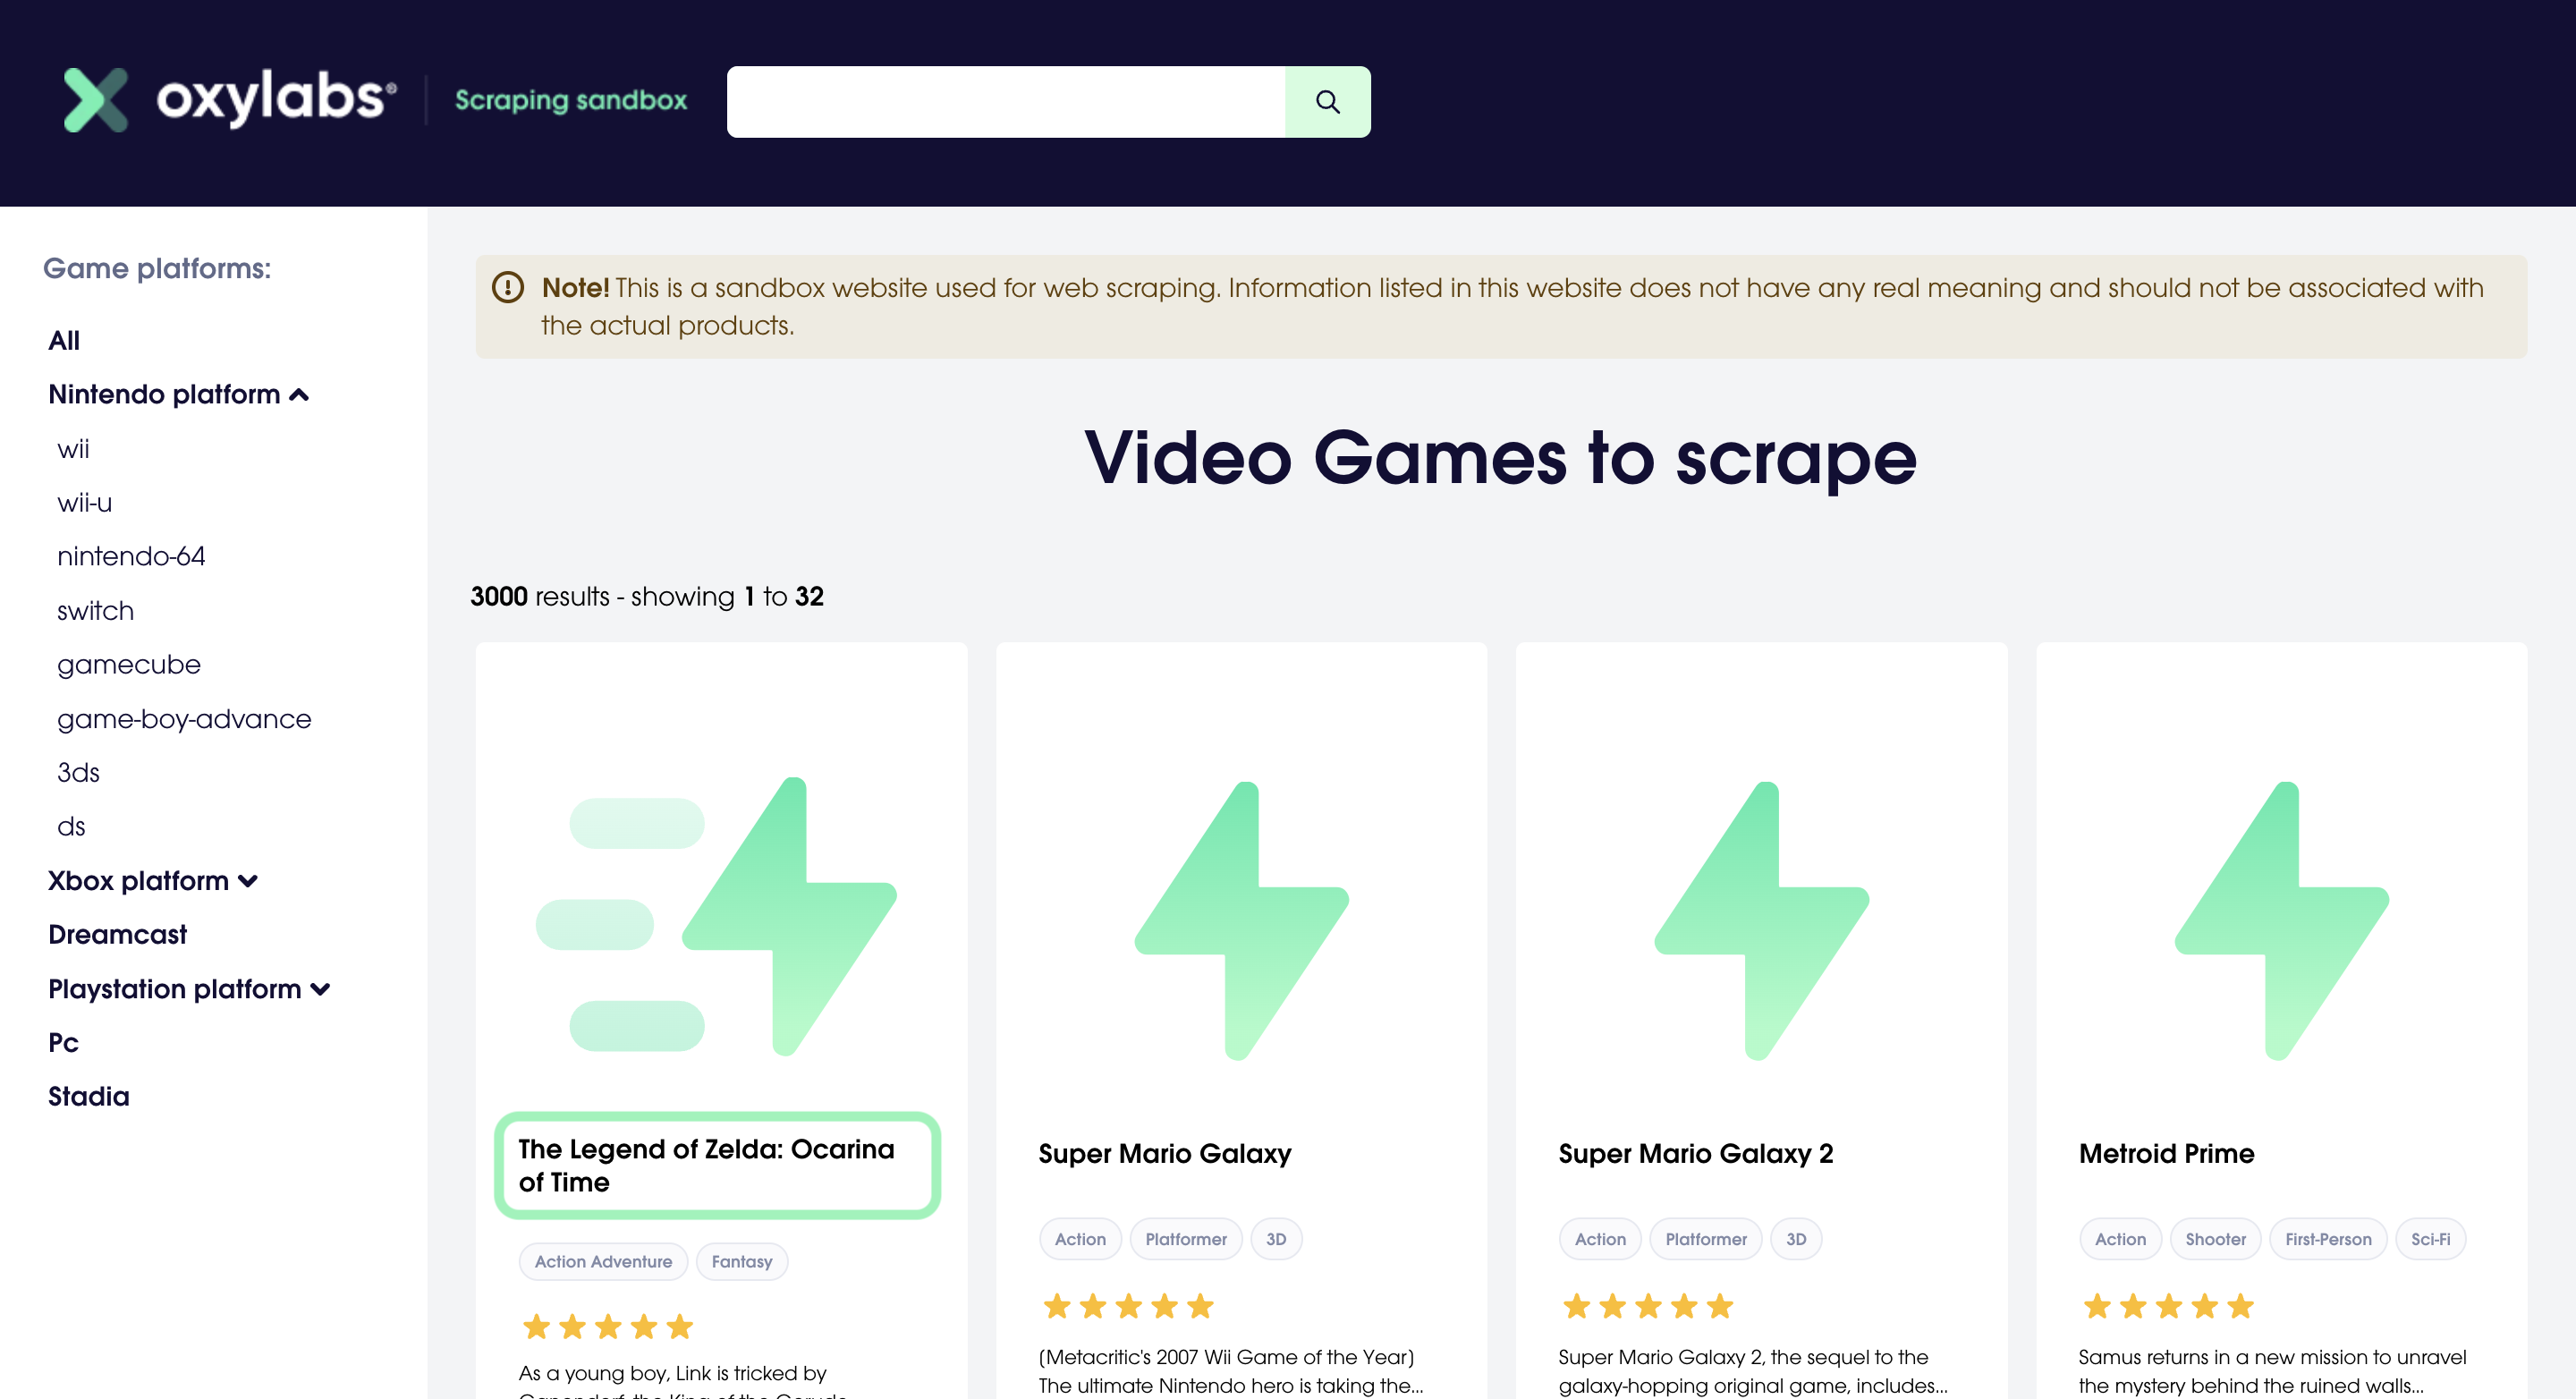 oxylabs®
Scraping sandbox
Game platforms:
All
Nintendo platform
wii
wii-u
nintendo-64
switch
gamecube
game-boy-advance
3ds
ds
Xbox platform
Dreamcast
Playstation platform
Pc
Stadia
Note! This is a sandbox website used for web scraping. Information listed in this website does not have any real meaning and should not be associated with
the actual products.
Video Games to scrape
3000 results - showing 1 to 32
The Legend of Zelda: Ocarina
of Time
Action Adventure Fantasy
As a young boy, Link is tricked by
Super Mario Galaxy
Action Platformer 3D
(Metacritic's 2007 Wii Game of the Year)
The ultimate Nintendo hero is taking the...
Super Mario Galaxy 2
Action Platformer 3D
Super Mario Galaxy 2, the sequel to the
galaxy-hopping original game, includes...
Metroid Prime
Action Shooter First-Person Sci-Fi
Samus returns in a new mission to unravel
the mystery behind the ruined walls...